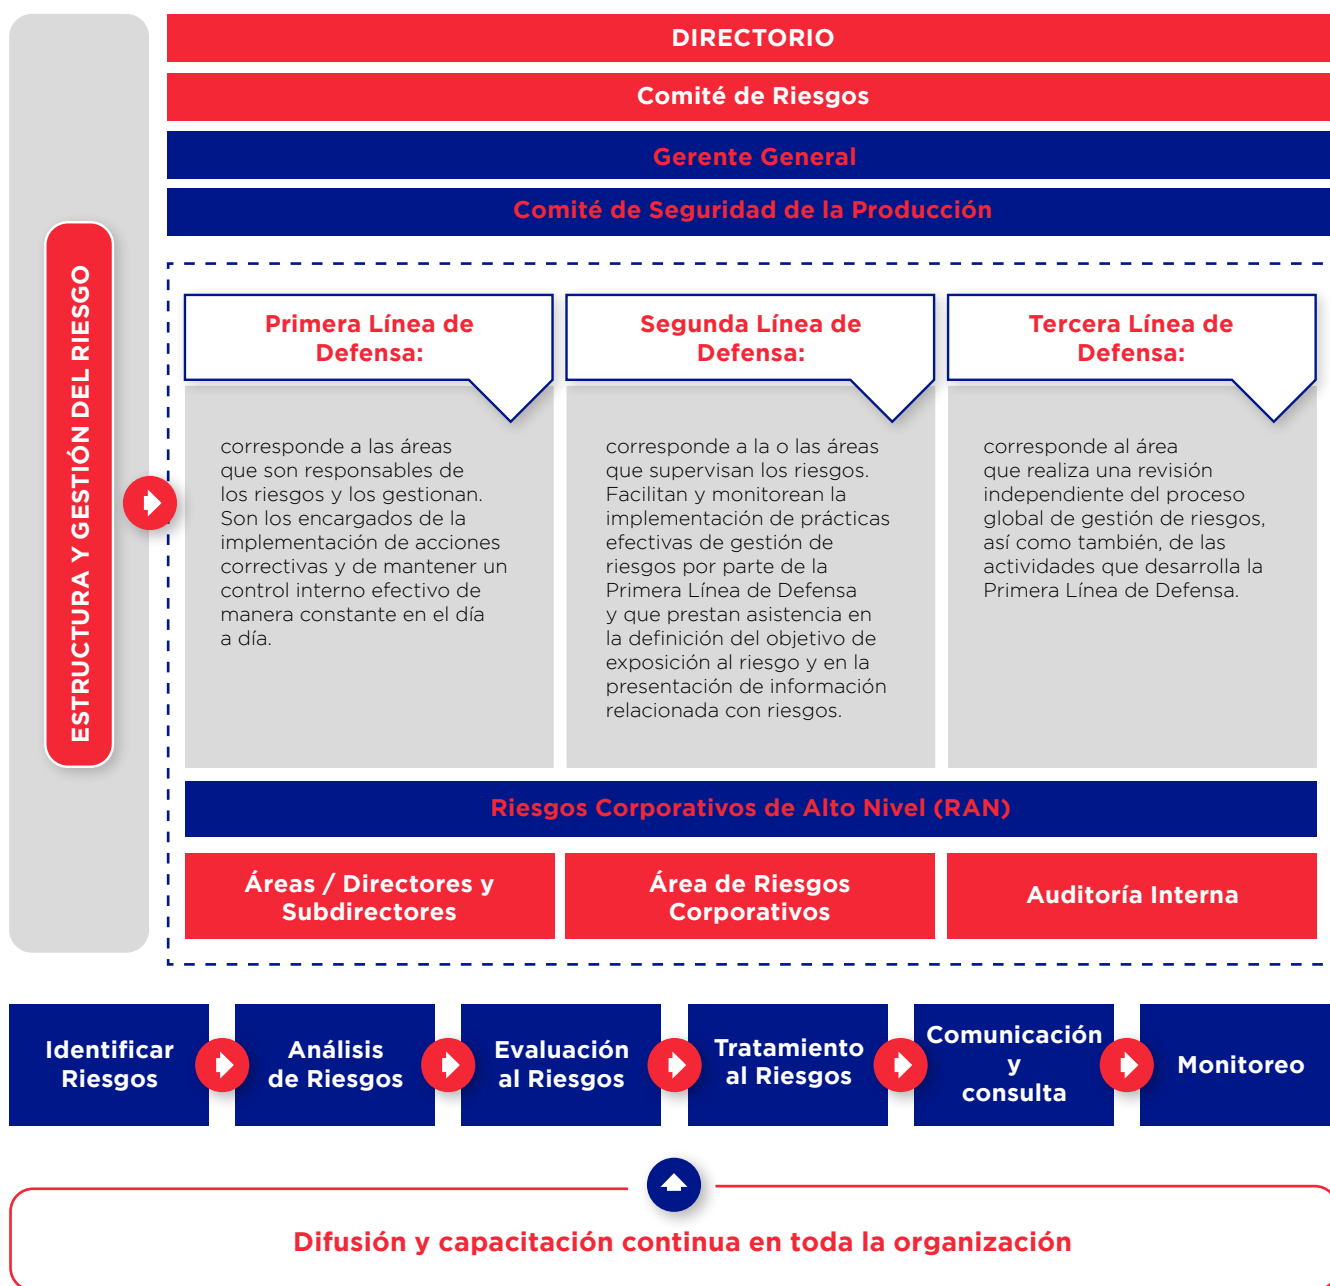 DIRECTORIO
Comité de Riesgos
Gerente General
Comité de Seguridad de la Producción
ESTRUCTURA Y GESTIÓN DEL RIESGO
Primera Línea de
Defensa:
corresponde a las áreas
que son responsables de
los riesgos y los gestionan.
Son los encargados de la
implementación de acciones
correctivas y de mantener un
control interno efectivo de
manera constante en el día
a día.
Segunda Línea de
Defensa:
corresponde a la o las áreas
que supervisan los riesgos.
Facilitan y monitorean la
implementación de prácticas
efectivas de gestión de
riesgos por parte de la
Primera Línea de Defensa
y que prestan asistencia en
la definición del objetivo de
exposición al riesgo y en la
presentación de información
relacionada con riesgos.
Tercera Línea de
Defensa:
corresponde al área
que realiza una revisión
independiente del proceso
global de gestión de riesgos,
así como también, de las
actividades que desarrolla la
Primera Línea de Defensa.
Riesgos Corporativos de Alto Nivel (RAN)
Áreas / Directores y
Subdirectores
Área de Riesgos
Corporativos
Auditoría Interna
Identificar
Riesgos
Análisis
de Riesgos
Evaluación
al Riesgos
Tratamiento
al Riesgos
Comunicación
y
consulta
Monitoreo
Difusión y capacitación continua en toda la organización